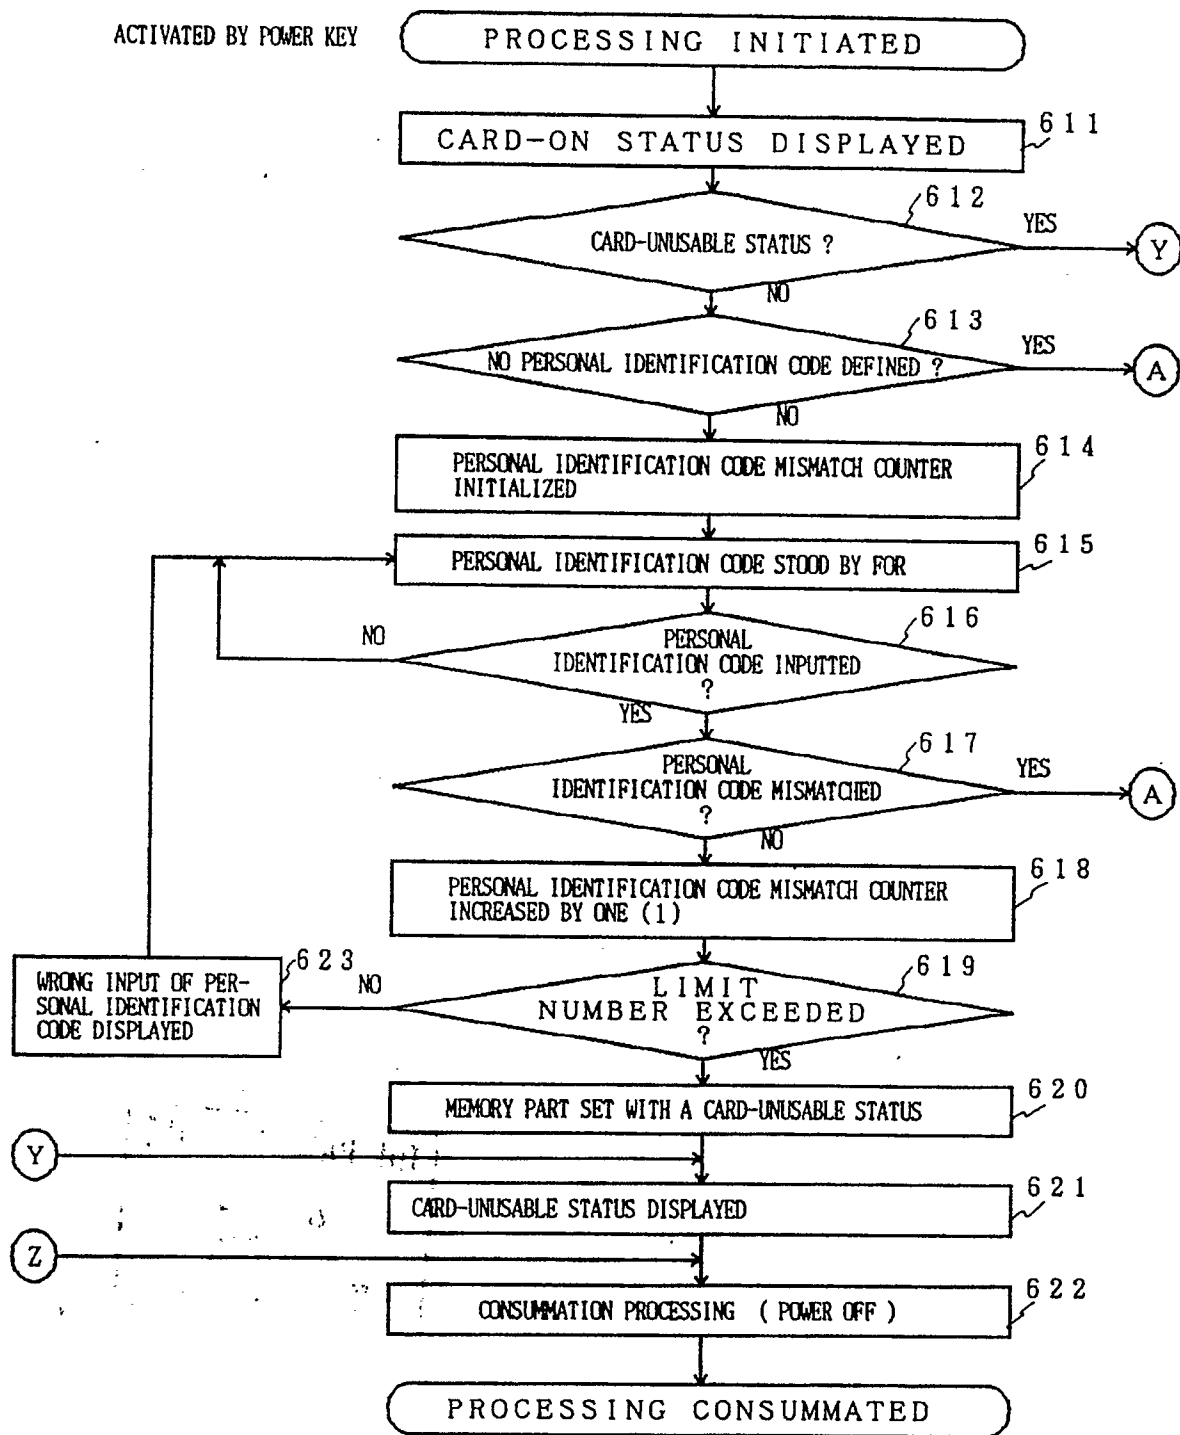 ACTIVATED BY POWER KEY
PROCESSING INITIATED
611
CARD-ON STATUS DISPLAYED
612
CARD-UNUSABLE STATUS ?
YES
Y
NO
613
NO PERSONAL IDENTIFICATION CODE DEFINED ?
YES
A
NO
614
PERSONAL IDENTIFICATION CODE MISMATCH COUNTER
INITIALIZED
615
PERSONAL IDENTIFICATION CODE STOOD BY FOR
616
NO
PERSONAL
IDENTIFICATION CODE INPUTTED
?
YES
617
PERSONAL
IDENTIFICATION CODE MISMATCHED
?
YES
A
NO
618
PERSONAL IDENTIFICATION CODE MISMATCH COUNTER
INCREASED BY ONE (1)
623
WRONG INPUT OF PER-
SONAL IDENTIFICATION
CODE DISPLAYED
NO
619
LIMIT
NUMBER EXCEEDED
?
YES
620
MEMORY PART SET WITH A CARD-UNUSABLE STATUS
Y
621
CARD-UNUSABLE STATUS DISPLAYED
Z
622
CONSUMMATION PROCESSING ( POWER OFF )
PROCESSING CONSUMMATED